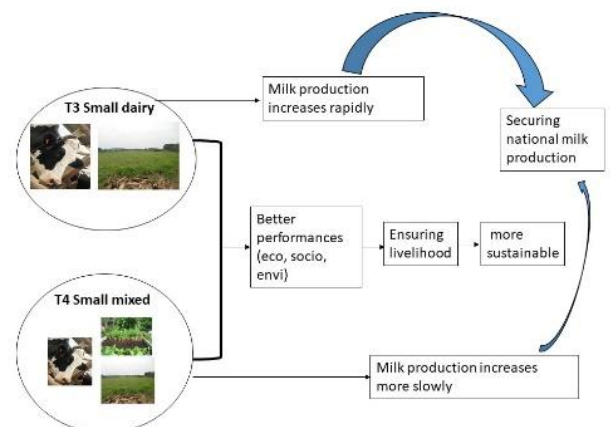 T3 Small dairy
Milk production
increases rapidly
Securing
national milk
production
Better
performances
(eco, socio,
envi)
Ensuring
livelihood
more
sustainable
T4 Small mixed
Milk production increases
more slowly